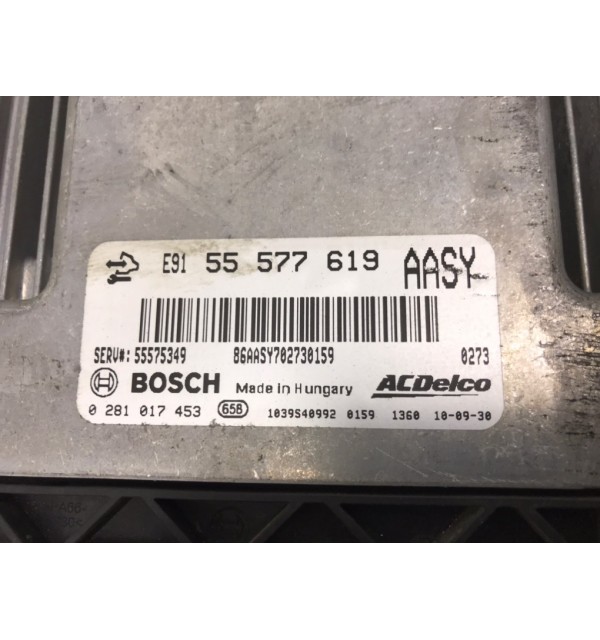 E91 55 577 619 AASY
SERV#: 55575349 86AASY702730159 0273
BOSCH Made in Hungary ACDelco
0 281 017 453 658 1039S40992 0159 1360 10-09-30